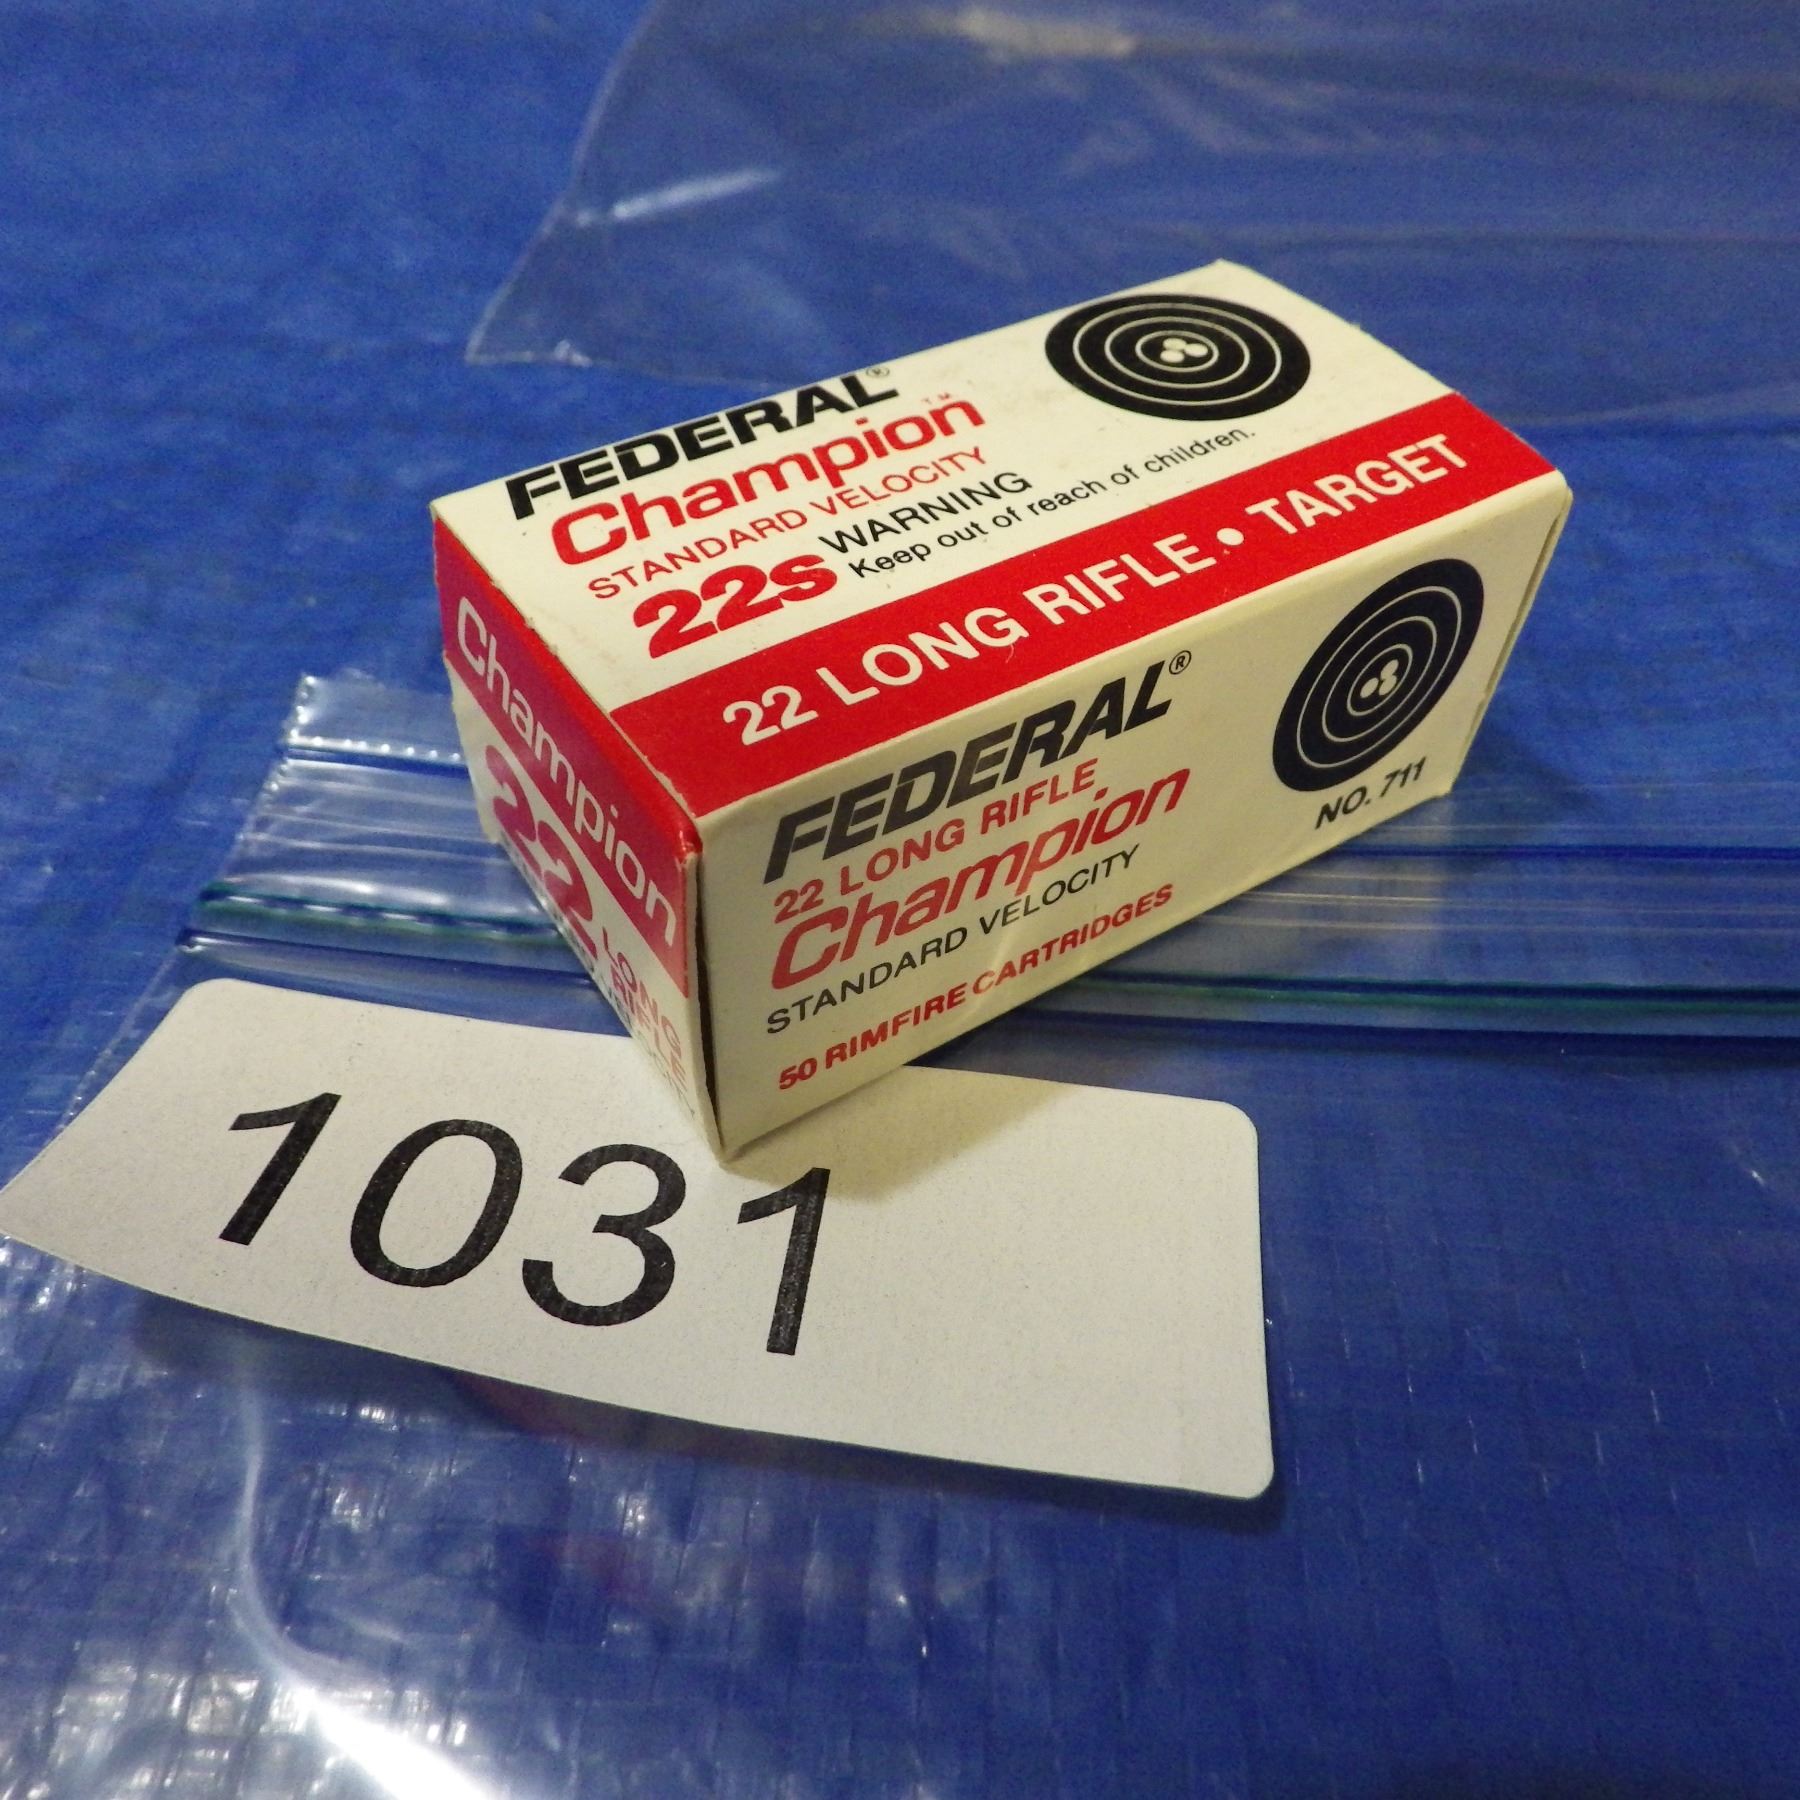 FEDERAL®
Champion™
STANDARD VELOCITY
22s WARNING
Keep out of reach of children.
22 LONG RIFLE • TARGET
Champion
22 LONG
RIFLE
FEDERAL®
22 LONG RIFLE
Champion
STANDARD VELOCITY
50 RIMFIRE CARTRIDGES
NO. 711
1031